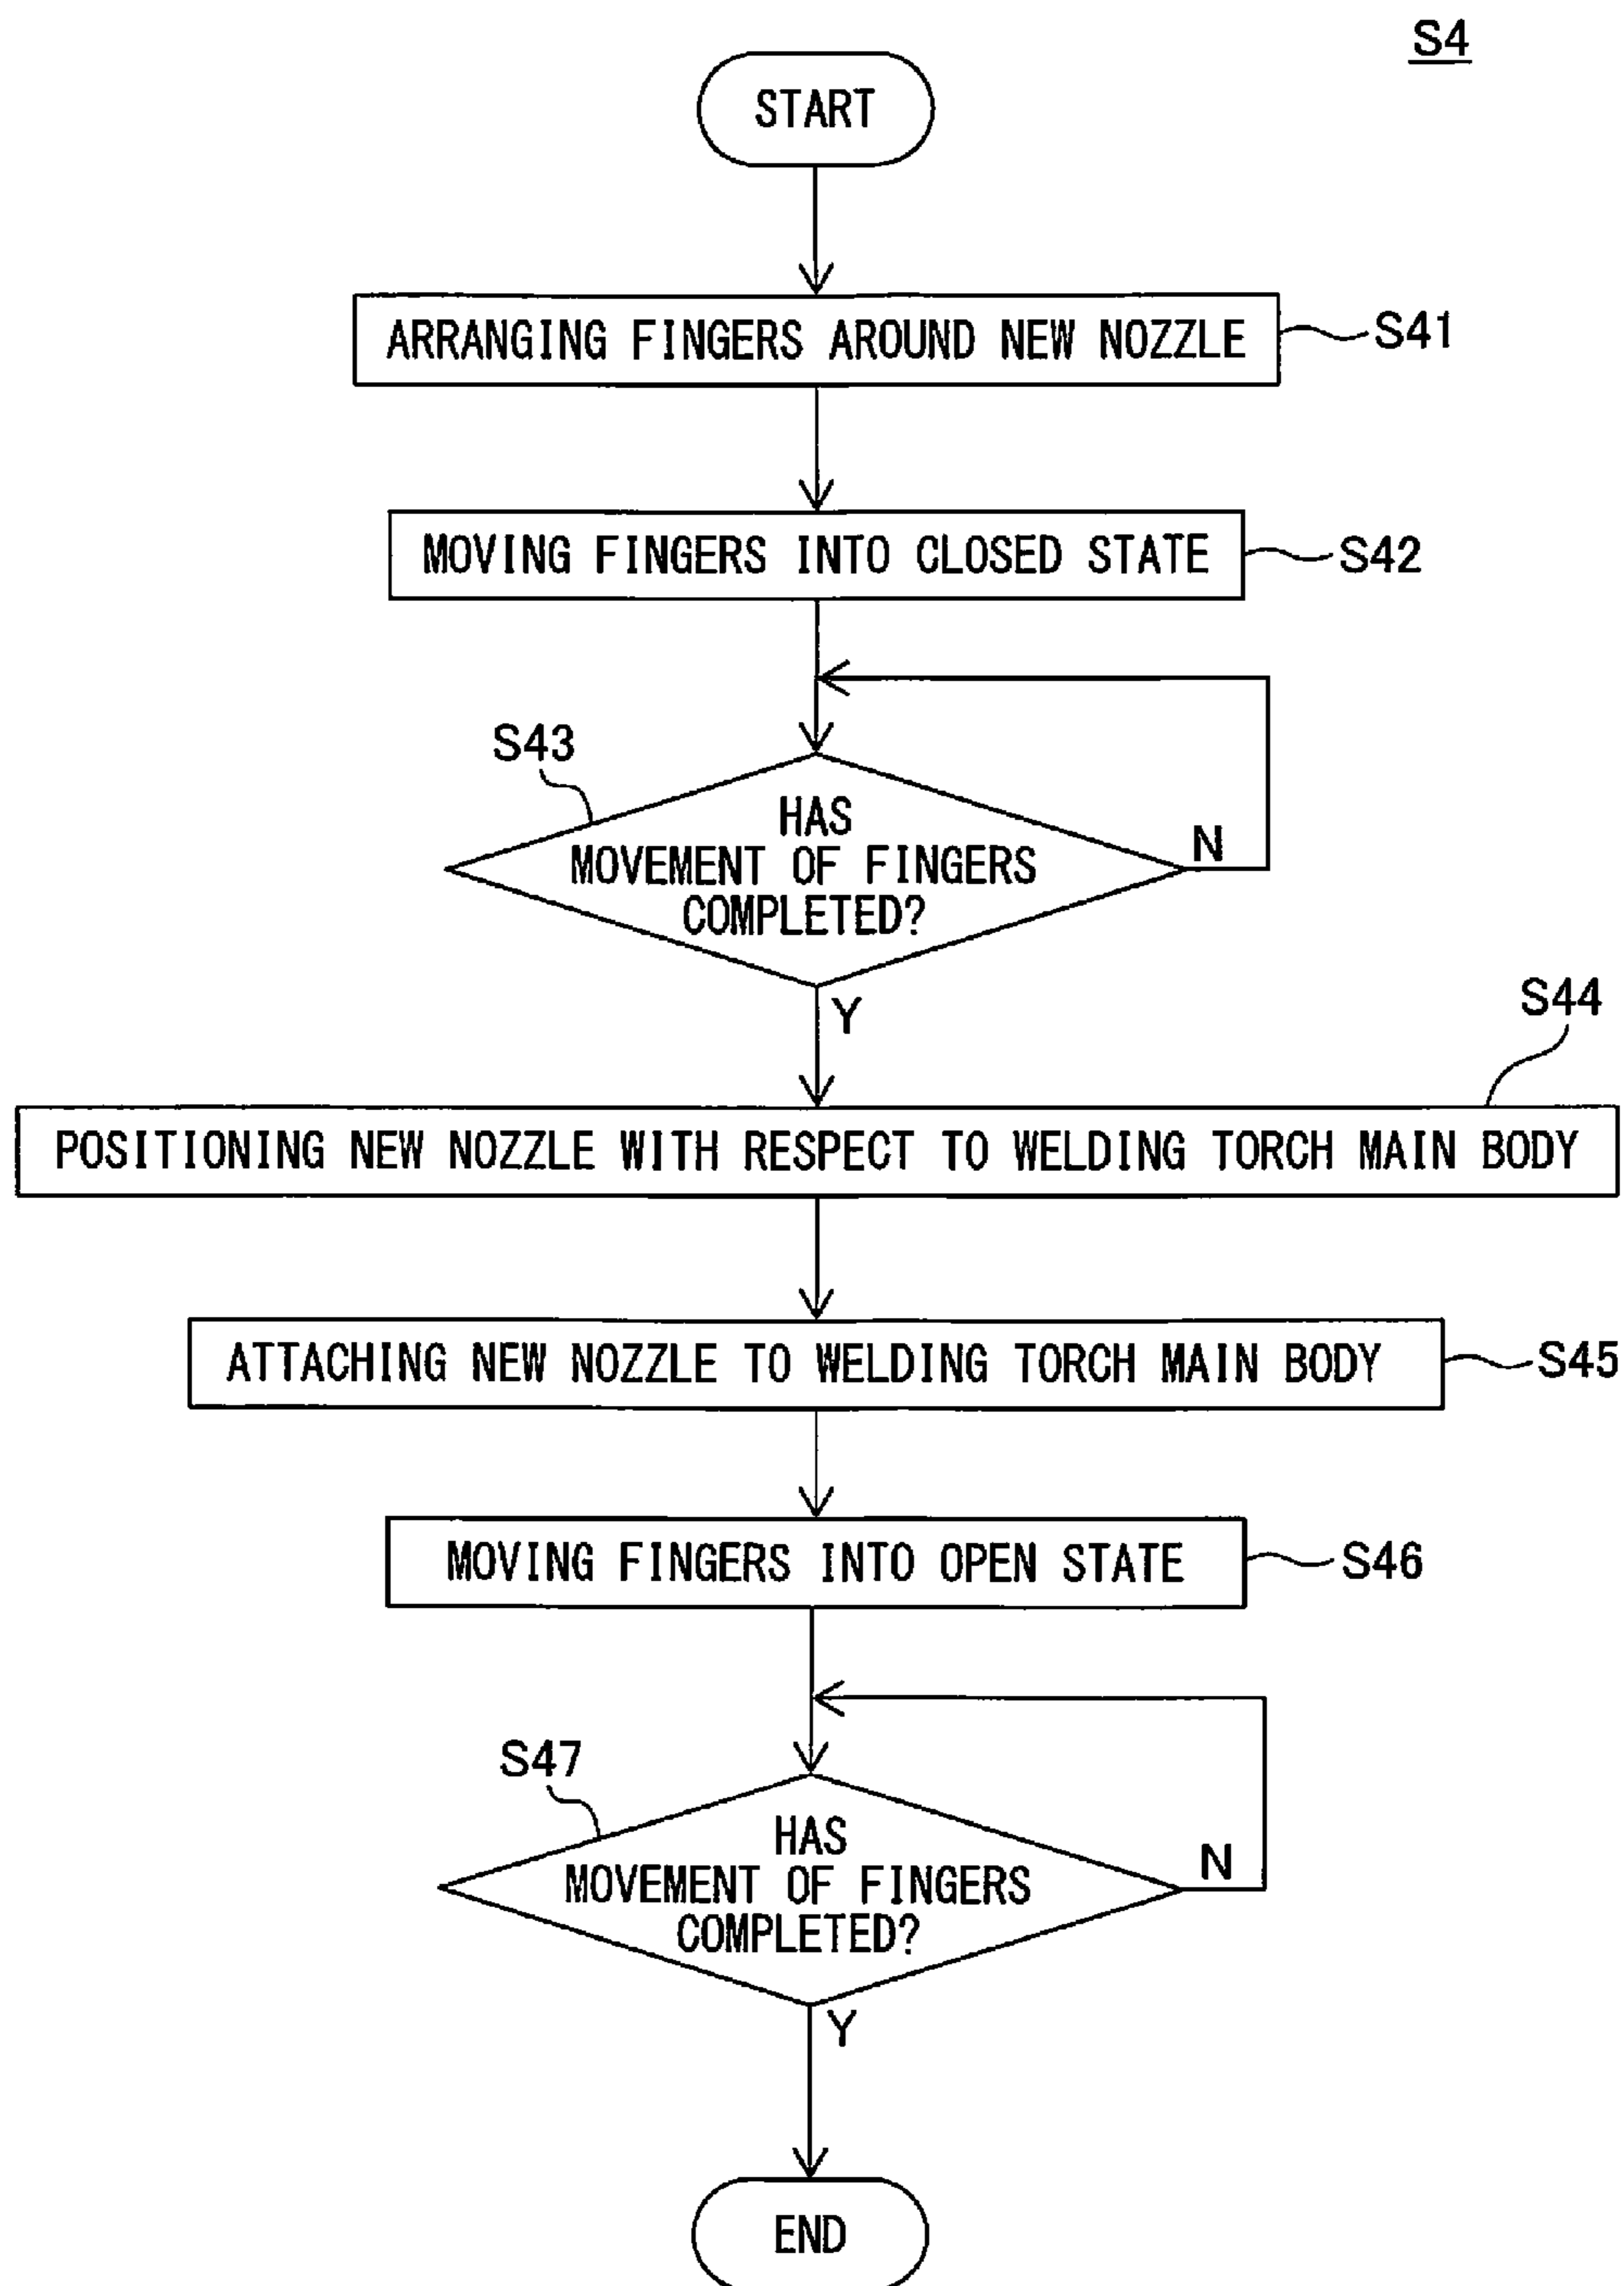 S4
START
ARRANGING FINGERS AROUND NEW NOZZLE
S41
MOVING FINGERS INTO CLOSED STATE
S42
S43
HAS
MOVEMENT OF FINGERS
COMPLETED?
N
Y
S44
POSITIONING NEW NOZZLE WITH RESPECT TO WELDING TORCH MAIN BODY
ATTACHING NEW NOZZLE TO WELDING TORCH MAIN BODY
S45
MOVING FINGERS INTO OPEN STATE
S46
S47
HAS
MOVEMENT OF FINGERS
COMPLETED?
N
Y
END